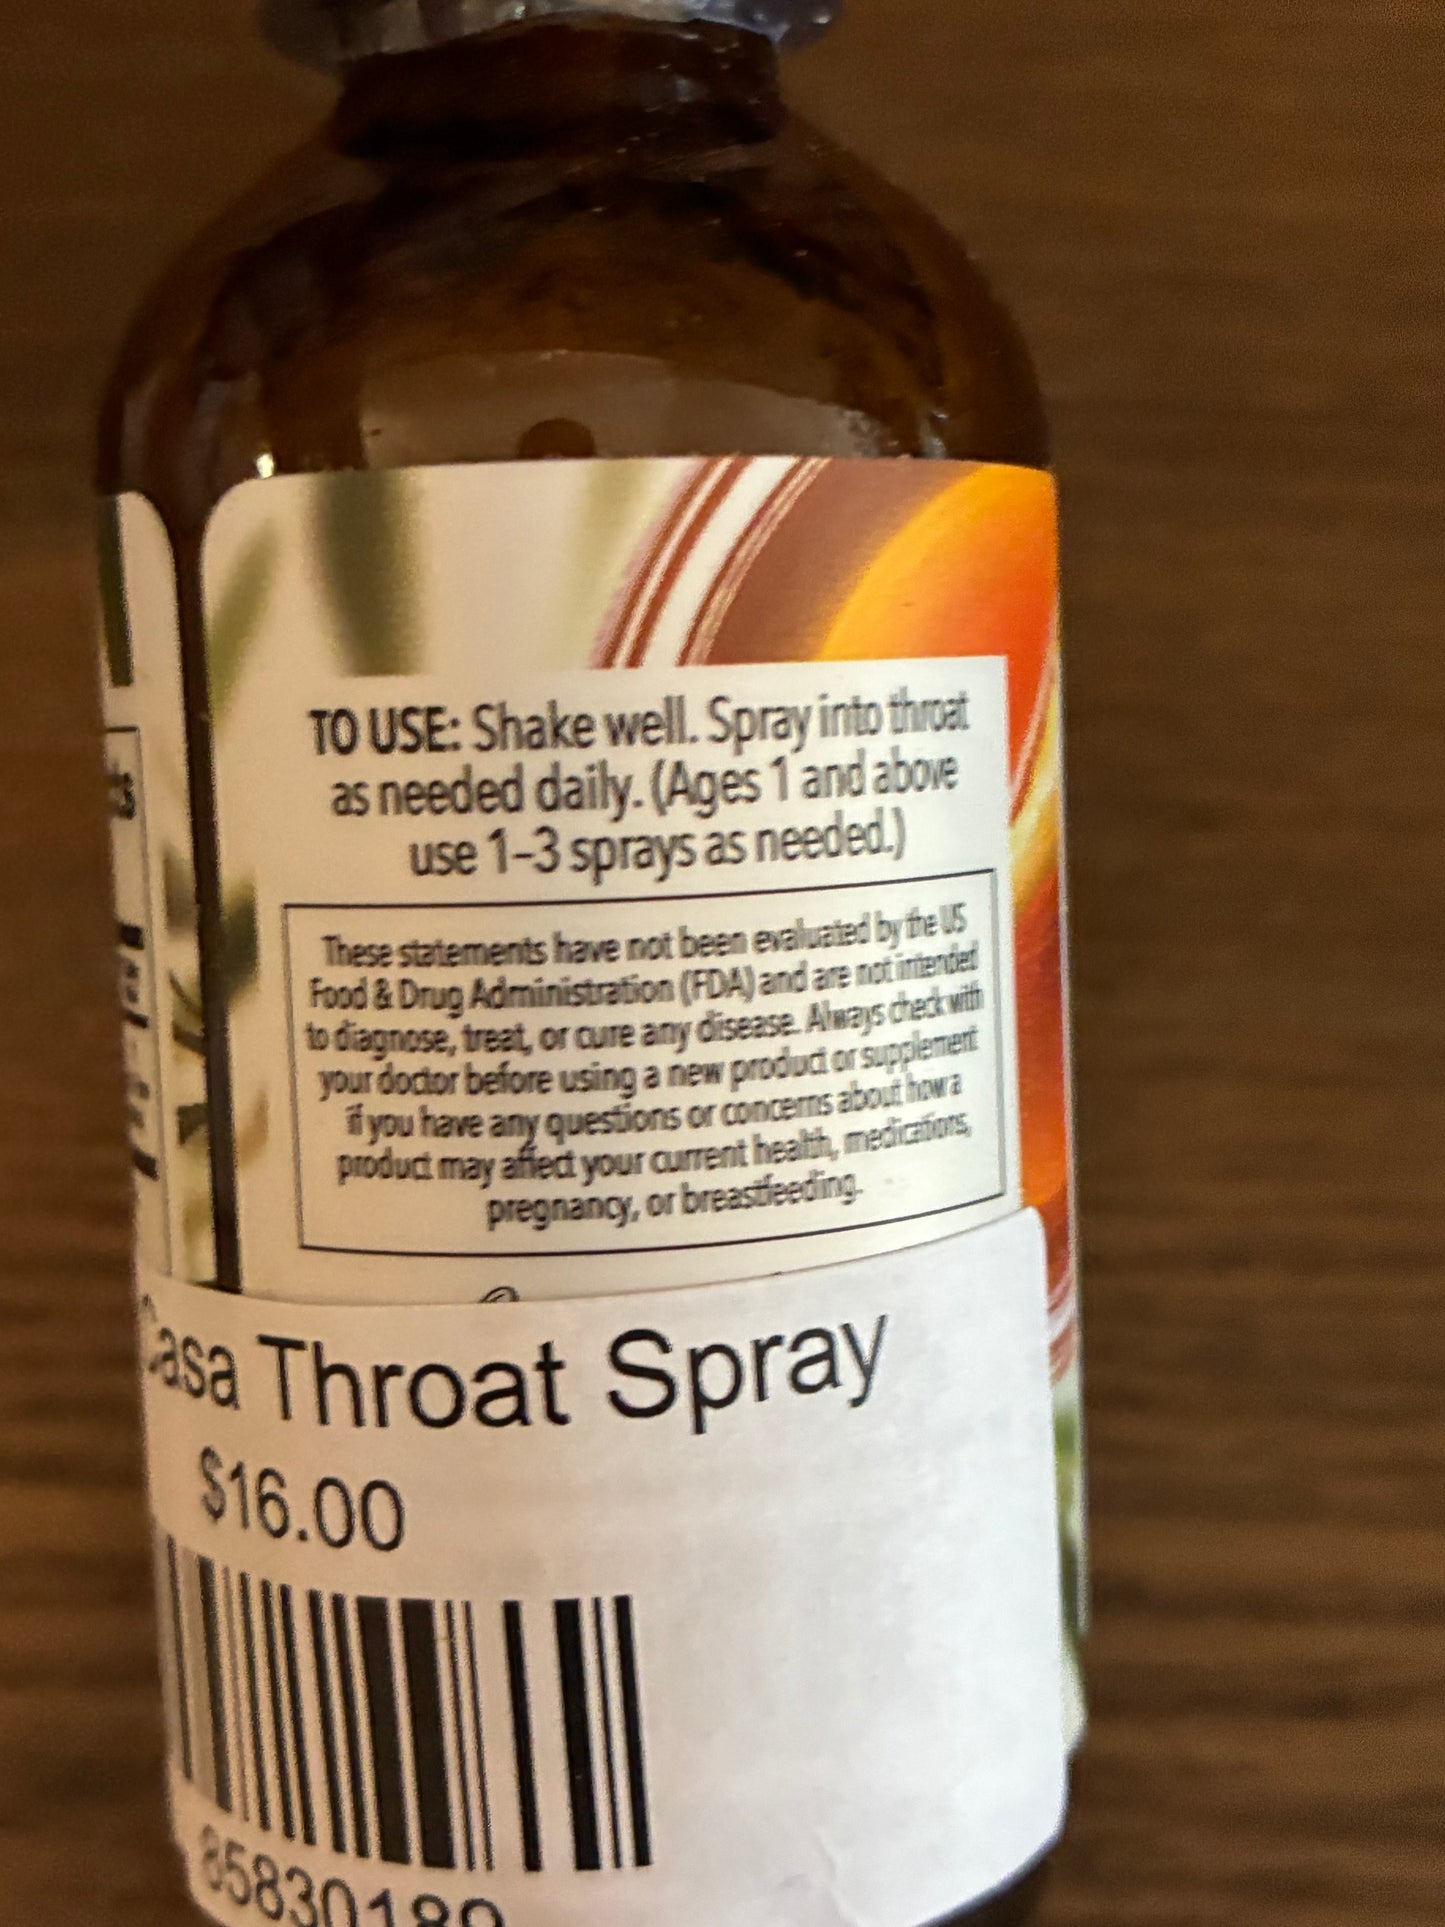 TO USE: Shake well. Spray into throat
as needed daily. (Ages 1 and above
use 1–3 sprays as needed.)
These statements have not been evaluated by the US
Food & Drug Administration (FDA) and are not intended
to diagnose, treat, or cure any disease. Always check with
your doctor before using a new product or supplement
if you have any questions or concerns about how a
product may affect your current health, medications,
pregnancy, or breastfeeding.
Casa Throat Spray
$16.00
85830189